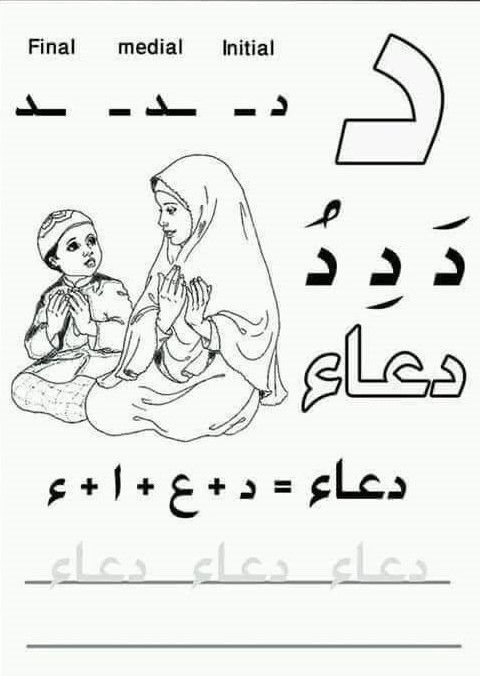 Final medial Initial
د ـ ـد ـ ـد
د
دَ دِ دُ
دعاء
دعاء = د + ع + ا + ء
دعاء دعاء دعاء